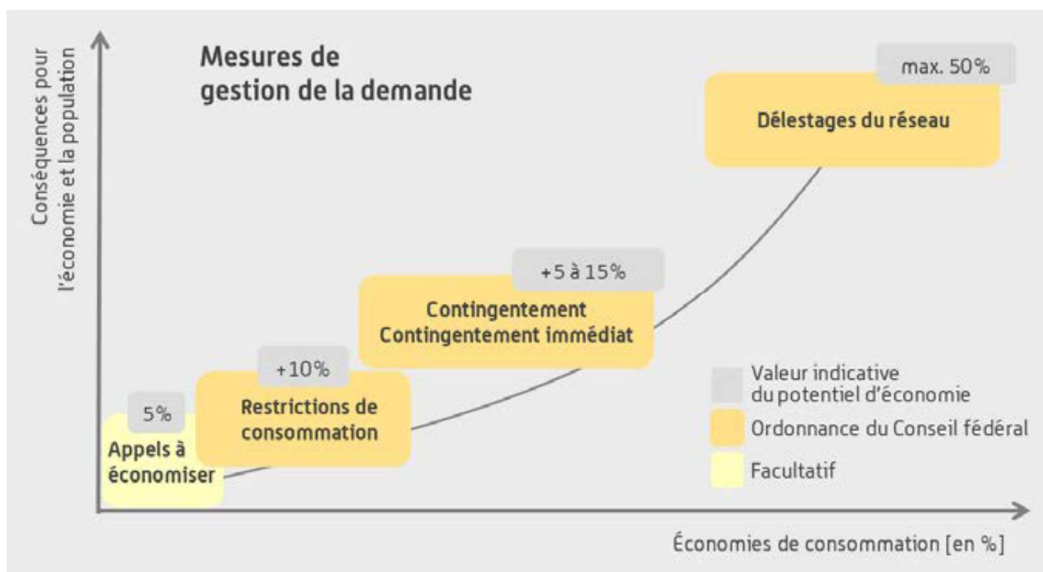 Conséquences pour
l'économie et la population
Mesures de
gestion de la demande
max. 50%
Délestages du réseau
+5 à 15%
Contingentement
Contingentement immédiat
+10%
Restrictions de
consommation
5%
Appels à
économiser
Valeur indicative
du potentiel d'économie
Ordonnance du Conseil fédéral
Facultatif
Économies de consommation [en %]